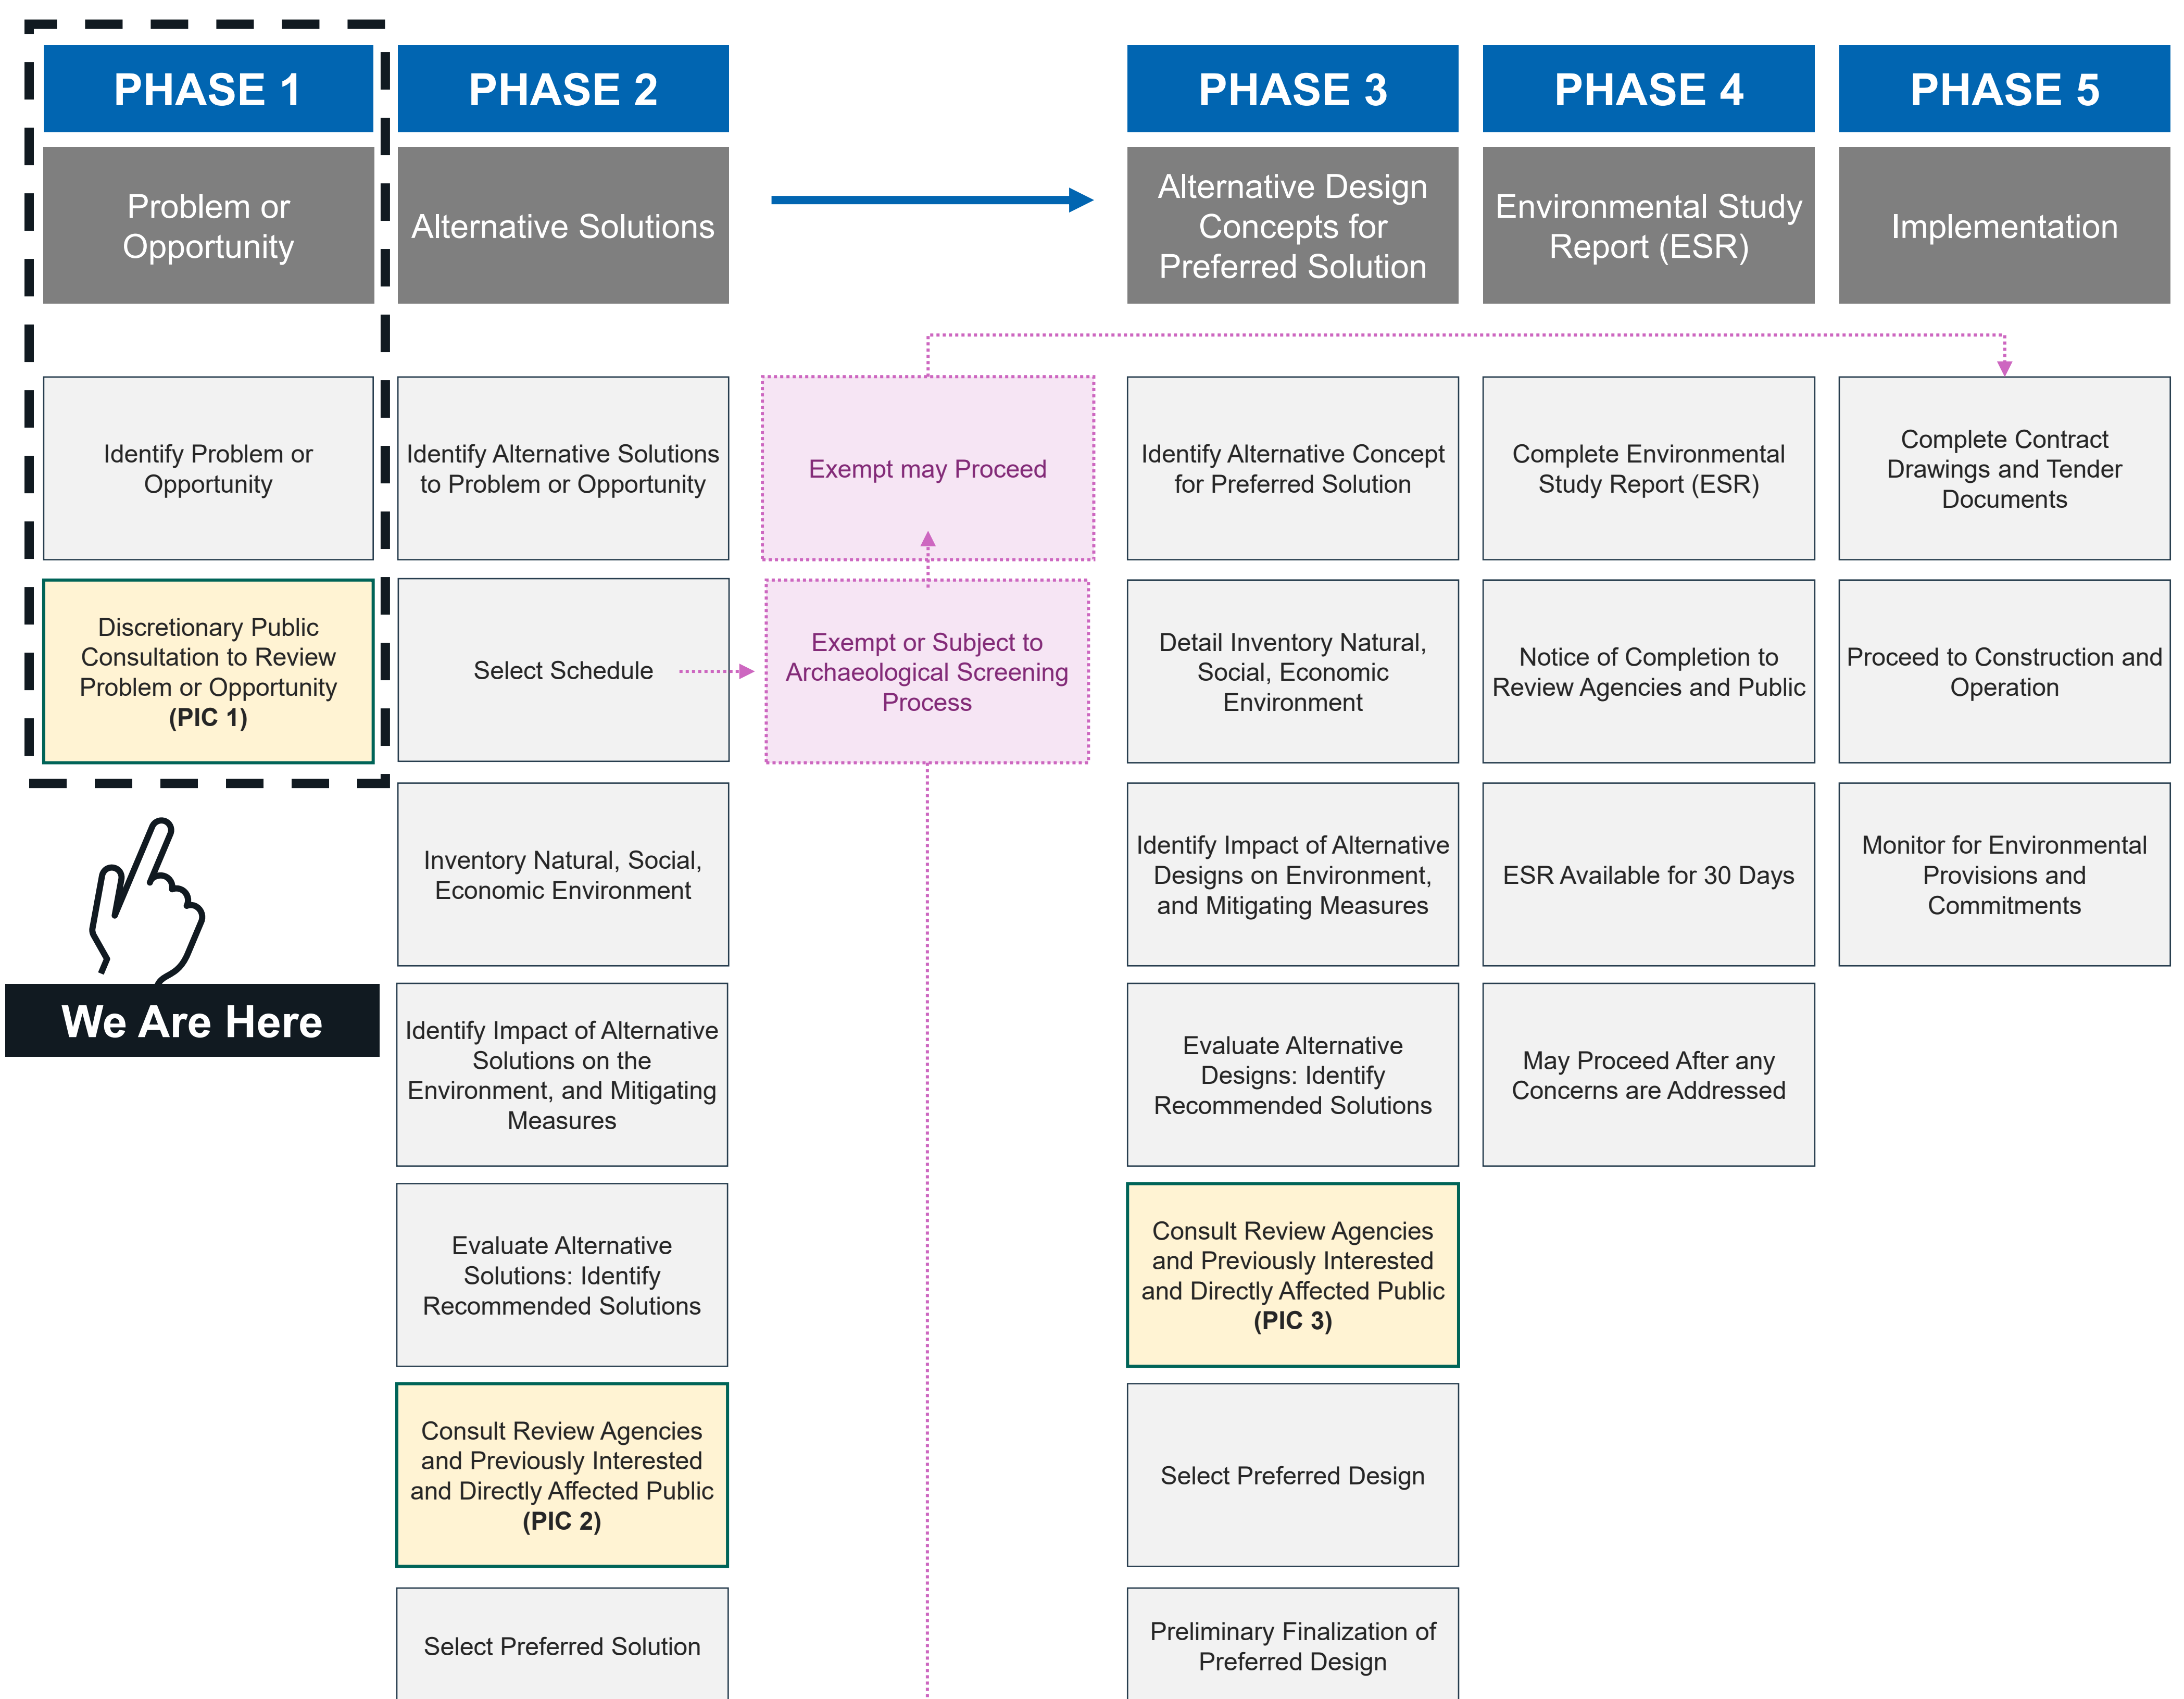 PHASE 1
Problem or
Opportunity
Identify Problem or
Opportunity
Discretionary Public
Consultation to Review
Problem or Opportunity
(PIC 1)
We Are Here
PHASE 2
Alternative Solutions
Identify Alternative Solutions
to Problem or Opportunity
Select Schedule
Inventory Natural, Social,
Economic Environment
Identify Impact of Alternative
Solutions on the
Environment, and Mitigating
Measures
Evaluate Alternative
Solutions: Identify
Recommended Solutions
Consult Review Agencies
and Previously Interested
and Directly Affected Public
(PIC 2)
Select Preferred Solution
Exempt may Proceed
Exempt or Subject to
Archaeological Screening
Process
PHASE 3
Alternative Design
Concepts for
Preferred Solution
Identify Alternative Concept
for Preferred Solution
Detail Inventory Natural,
Social, Economic
Environment
Identify Impact of Alternative
Designs on Environment,
and Mitigating Measures
Evaluate Alternative
Designs: Identify
Recommended Solutions
Consult Review Agencies
and Previously Interested
and Directly Affected Public
(PIC 3)
Select Preferred Design
Preliminary Finalization of
Preferred Design
PHASE 4
Environmental Study
Report (ESR)
Complete Environmental
Study Report (ESR)
Notice of Completion to
Review Agencies and Public
ESR Available for 30 Days
May Proceed After any
Concerns are Addressed
PHASE 5
Implementation
Complete Contract
Drawings and Tender
Documents
Proceed to Construction and
Operation
Monitor for Environmental
Provisions and
Commitments